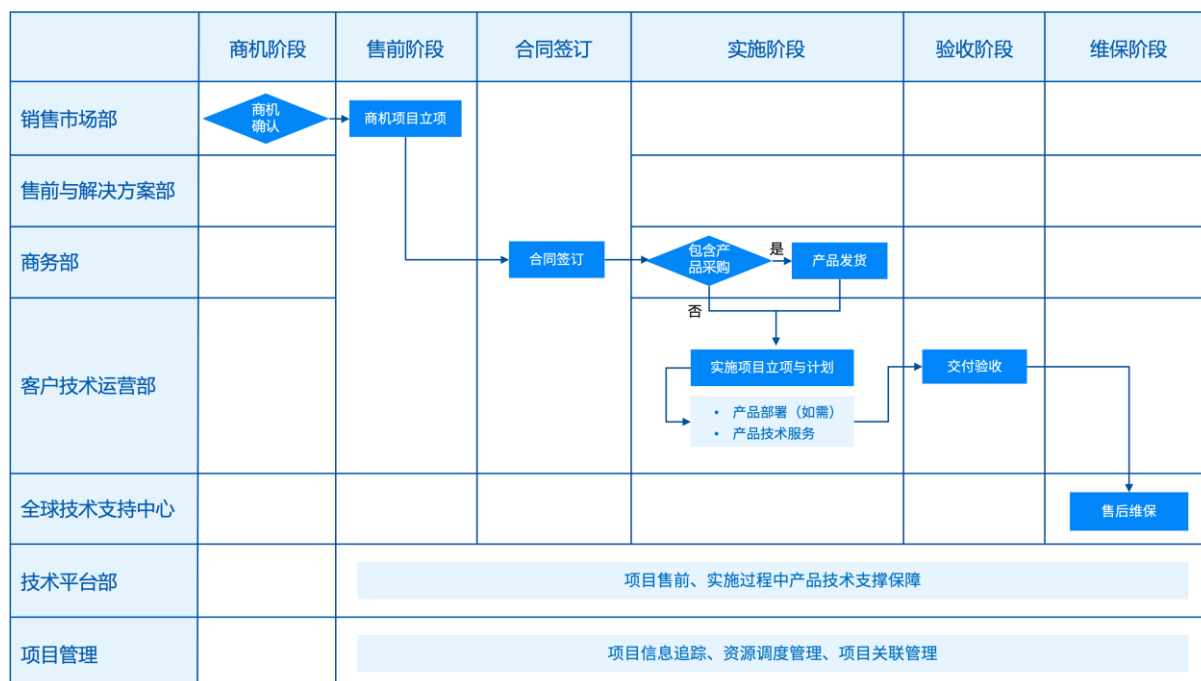 商机阶段
售前阶段
合同签订
实施阶段
验收阶段
维保阶段
销售市场部
商机
确认
商机项目立项
售前与解决方案部
商务部
合同签订
包含产
品采购
是
产品发货
否
客户技术运营部
实施项目立项与计划
• 产品部署（如需）
• 产品技术服务
交付验收
全球技术支持中心
售后维保
技术平台部
项目售前、实施过程中产品技术支撑保障
项目管理
项目信息追踪、资源调度管理、项目关联管理